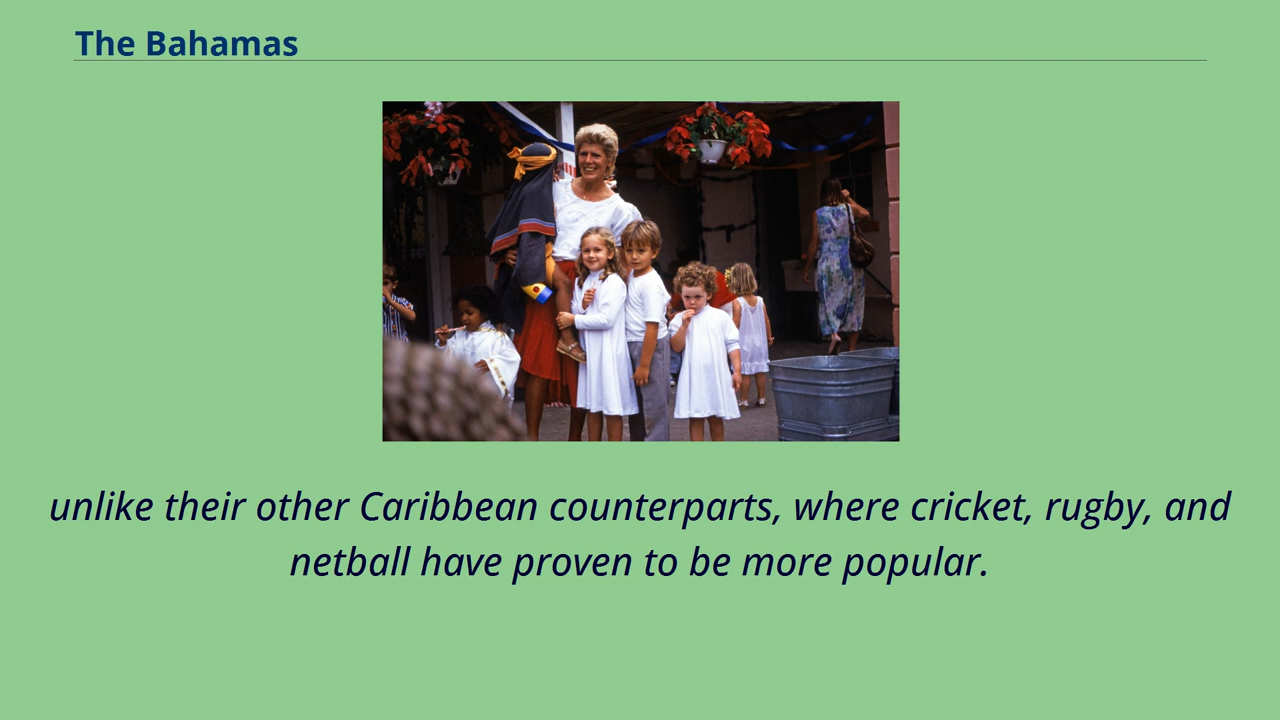 The Bahamas
unlike their other Caribbean counterparts, where cricket, rugby, and
netball have proven to be more popular.